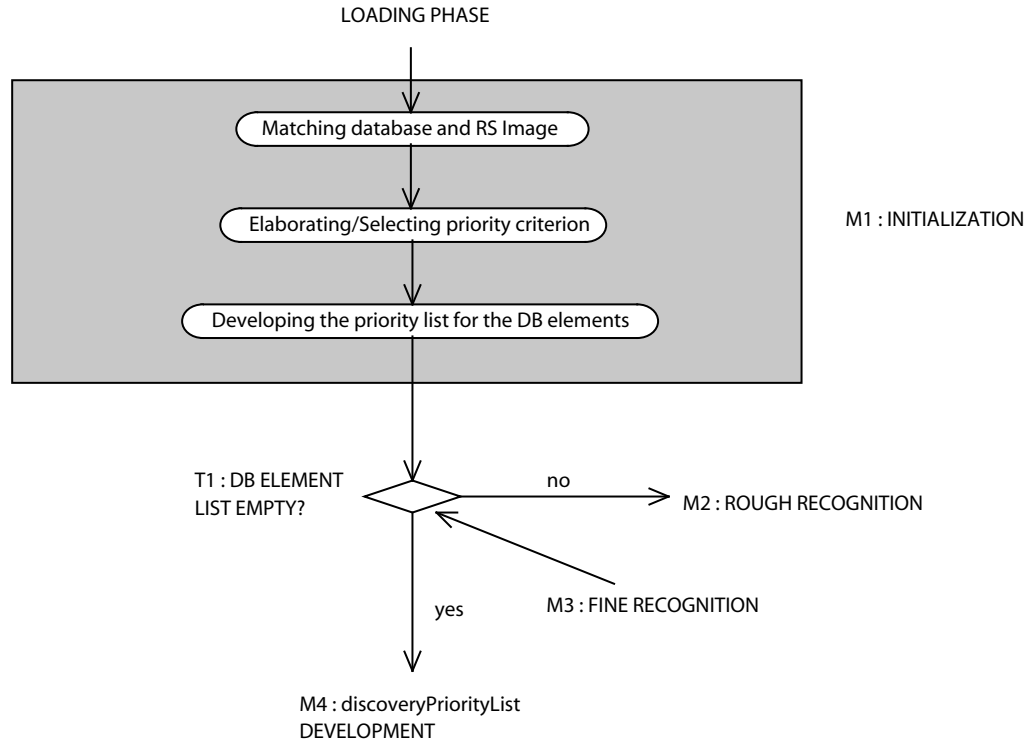 LOADING PHASE
Matching database and RS Image
Elaborating/Selecting priority criterion
M1 : INITIALIZATION
Developing the priority list for the DB elements
T1 : DB ELEMENT
LIST EMPTY?
no
M2 : ROUGH RECOGNITION
M3 : FINE RECOGNITION
yes
M4 : discoveryPriorityList
DEVELOPMENT